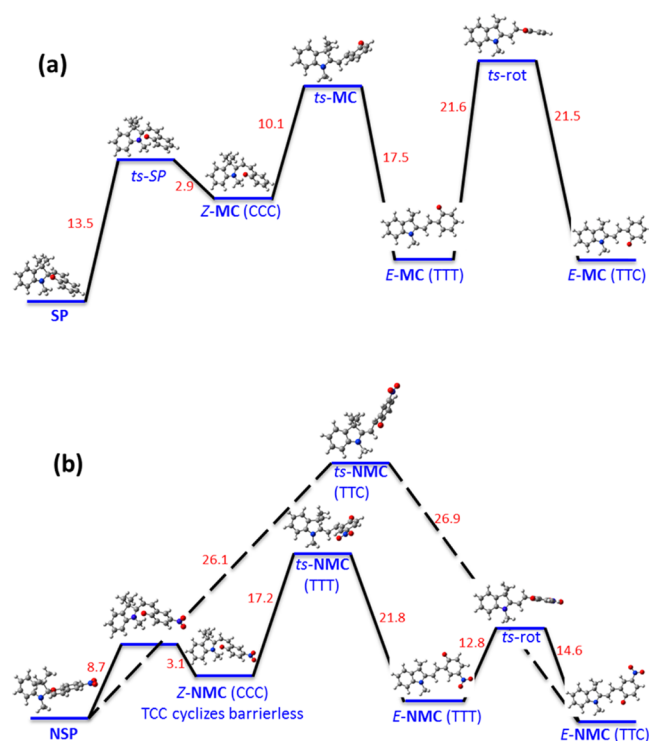 (a)
ts-MC
ts-rot
10.1
21.6
21.5
ts-SP
2.9
17.5
Z-MC (CCC)
13.5
E-MC (TTT)
E-MC (TTC)
SP
(b)
ts-NMC
(TTC)
26.1
26.9
ts-NMC
(TTT)
17.2
21.8
ts-rot
12.8
14.6
8.7
3.1
Z-NMC (CCC)
E-NMC (TTT)
TCC cyclizes barrierless
NSP
E-NMC (TTC)